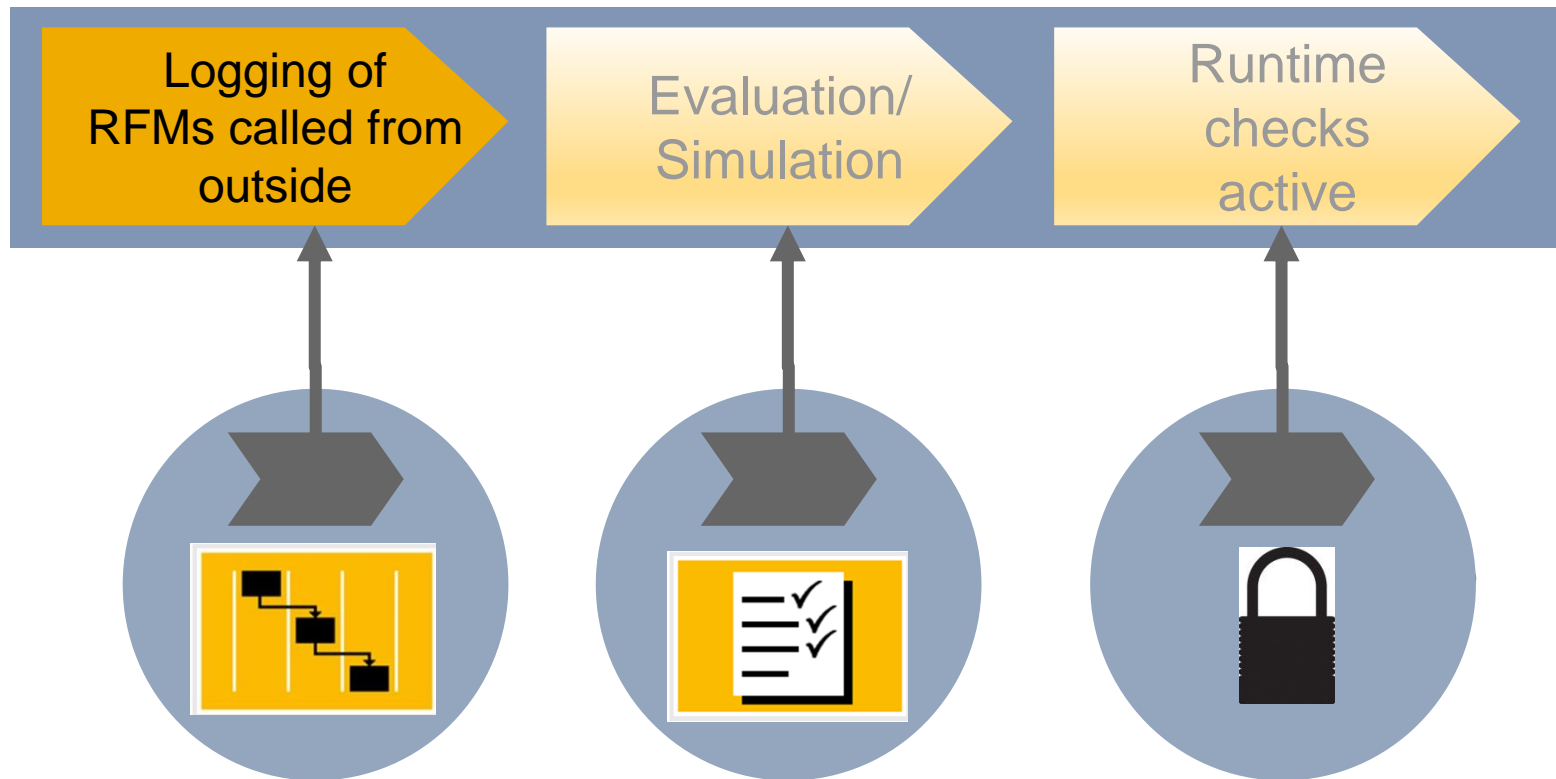 Logging of
RFMs called from
outside
Evaluation/
Simulation
Runtime
checks
active